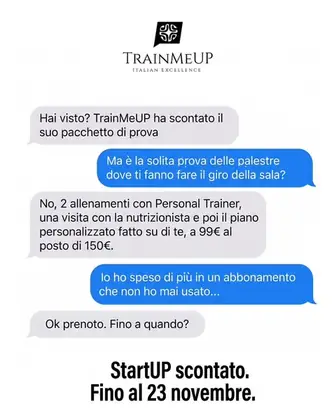 TRAINMEUP
ITALIAN EXCELLENCE
Hai visto? TrainMeUP ha scontato il
suo pacchetto di prova
Ma è la solita prova delle palestre
dove ti fanno fare il giro della sala?
No, 2 allenamenti con Personal Trainer,
una visita con la nutrizionista e poi il piano
personalizzato fatto su di te, a 99€ al
posto di 150€.
Io ho speso di più in un abbonamento
che non ho mai usato...
Ok prenoto. Fino a quando?
StartUP scontato.
Fino al 23 novembre.